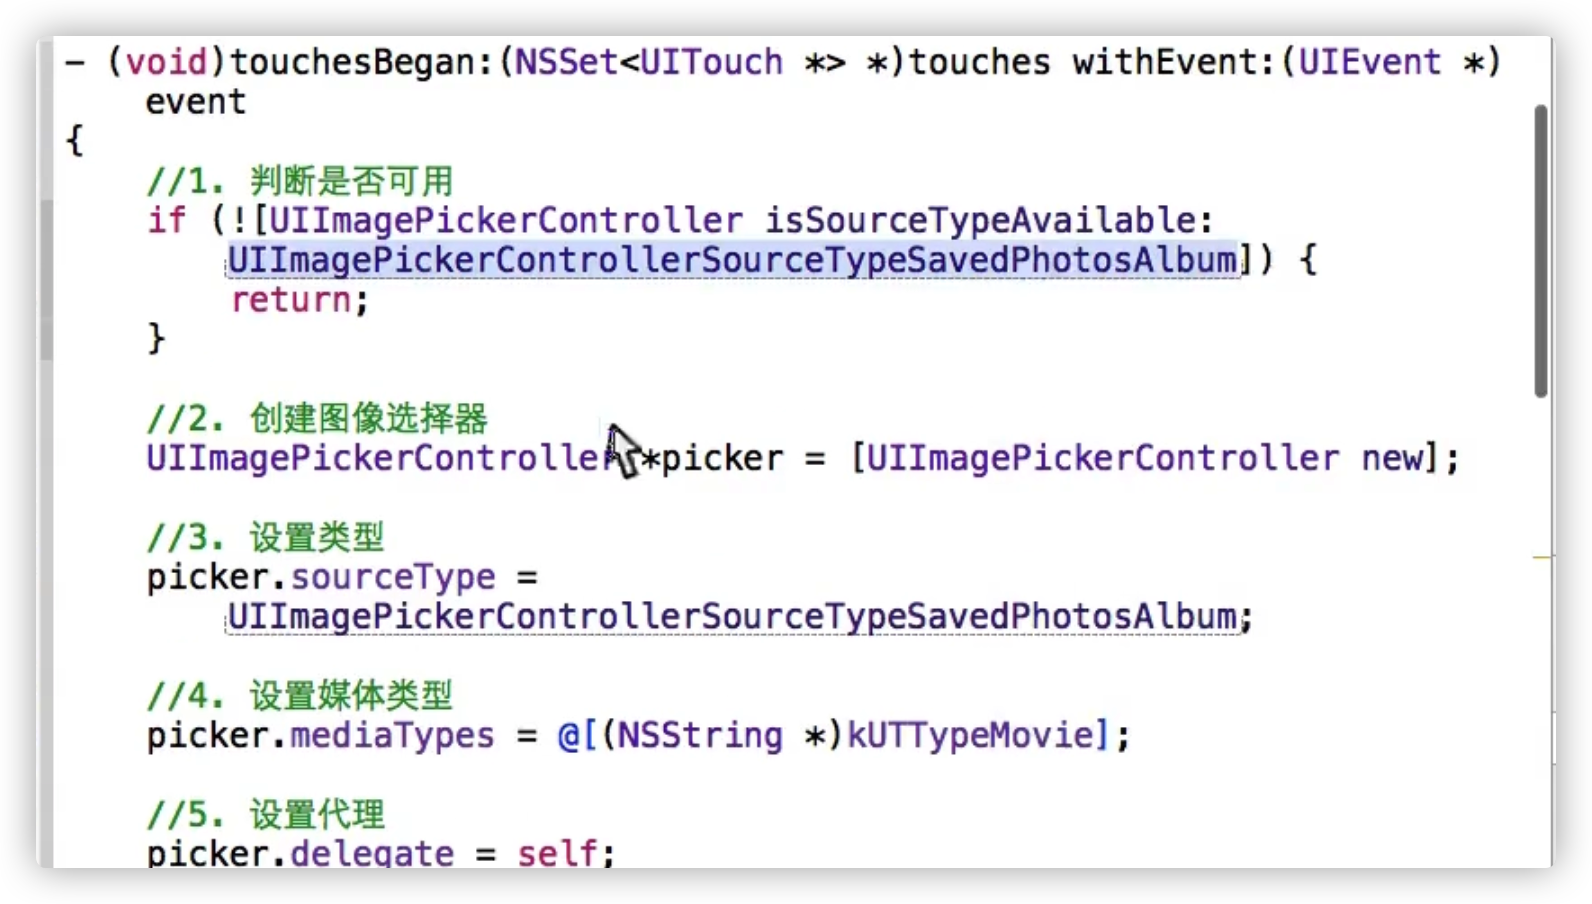 - (void)touchesBegan:(NSSet<UITouch *> *)touches withEvent:(UIEvent *)
event
{
//1. 判断是否可用
if (![UIImagePickerController isSourceTypeAvailable:
UIImagePickerControllerSourceTypeSavedPhotosAlbum]) {
return;
}
//2. 创建图像选择器
UIImagePickerController *picker = [UIImagePickerController new];
//3. 设置类型
picker.sourceType =
UIImagePickerControllerSourceTypeSavedPhotosAlbum;
//4. 设置媒体类型
picker.mediaTypes = @[(NSString *)kUTTypeMovie];
//5. 设置代理
picker.delegate = self;